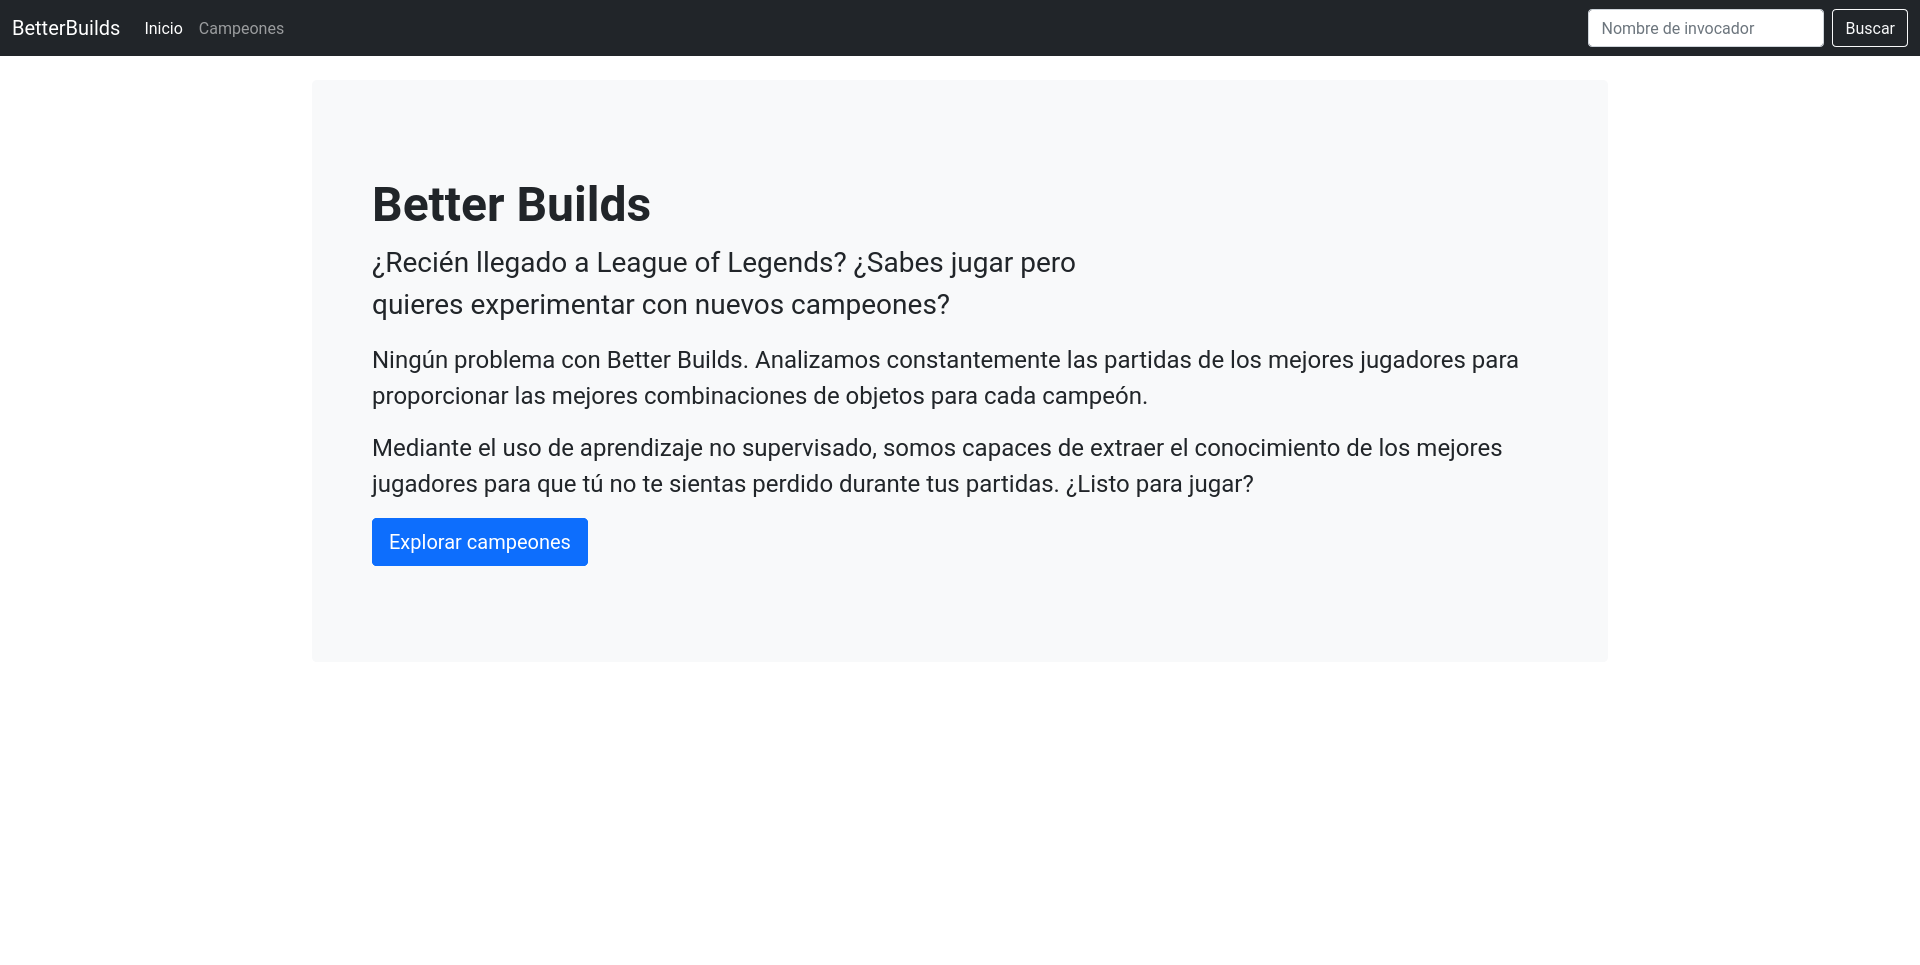 BetterBuilds
Inicio
Campeones
Nombre de invocador
Buscar
Better Builds
¿Recién llegado a League of Legends? ¿Sabes jugar pero
quieres experimentar con nuevos campeones?
Ningún problema con Better Builds. Analizamos constantemente las partidas de los mejores jugadores para
proporcionar las mejores combinaciones de objetos para cada campeón.
Mediante el uso de aprendizaje no supervisado, somos capaces de extraer el conocimiento de los mejores
jugadores para que tú no te sientas perdido durante tus partidas. ¿Listo para jugar?
Explorar campeones